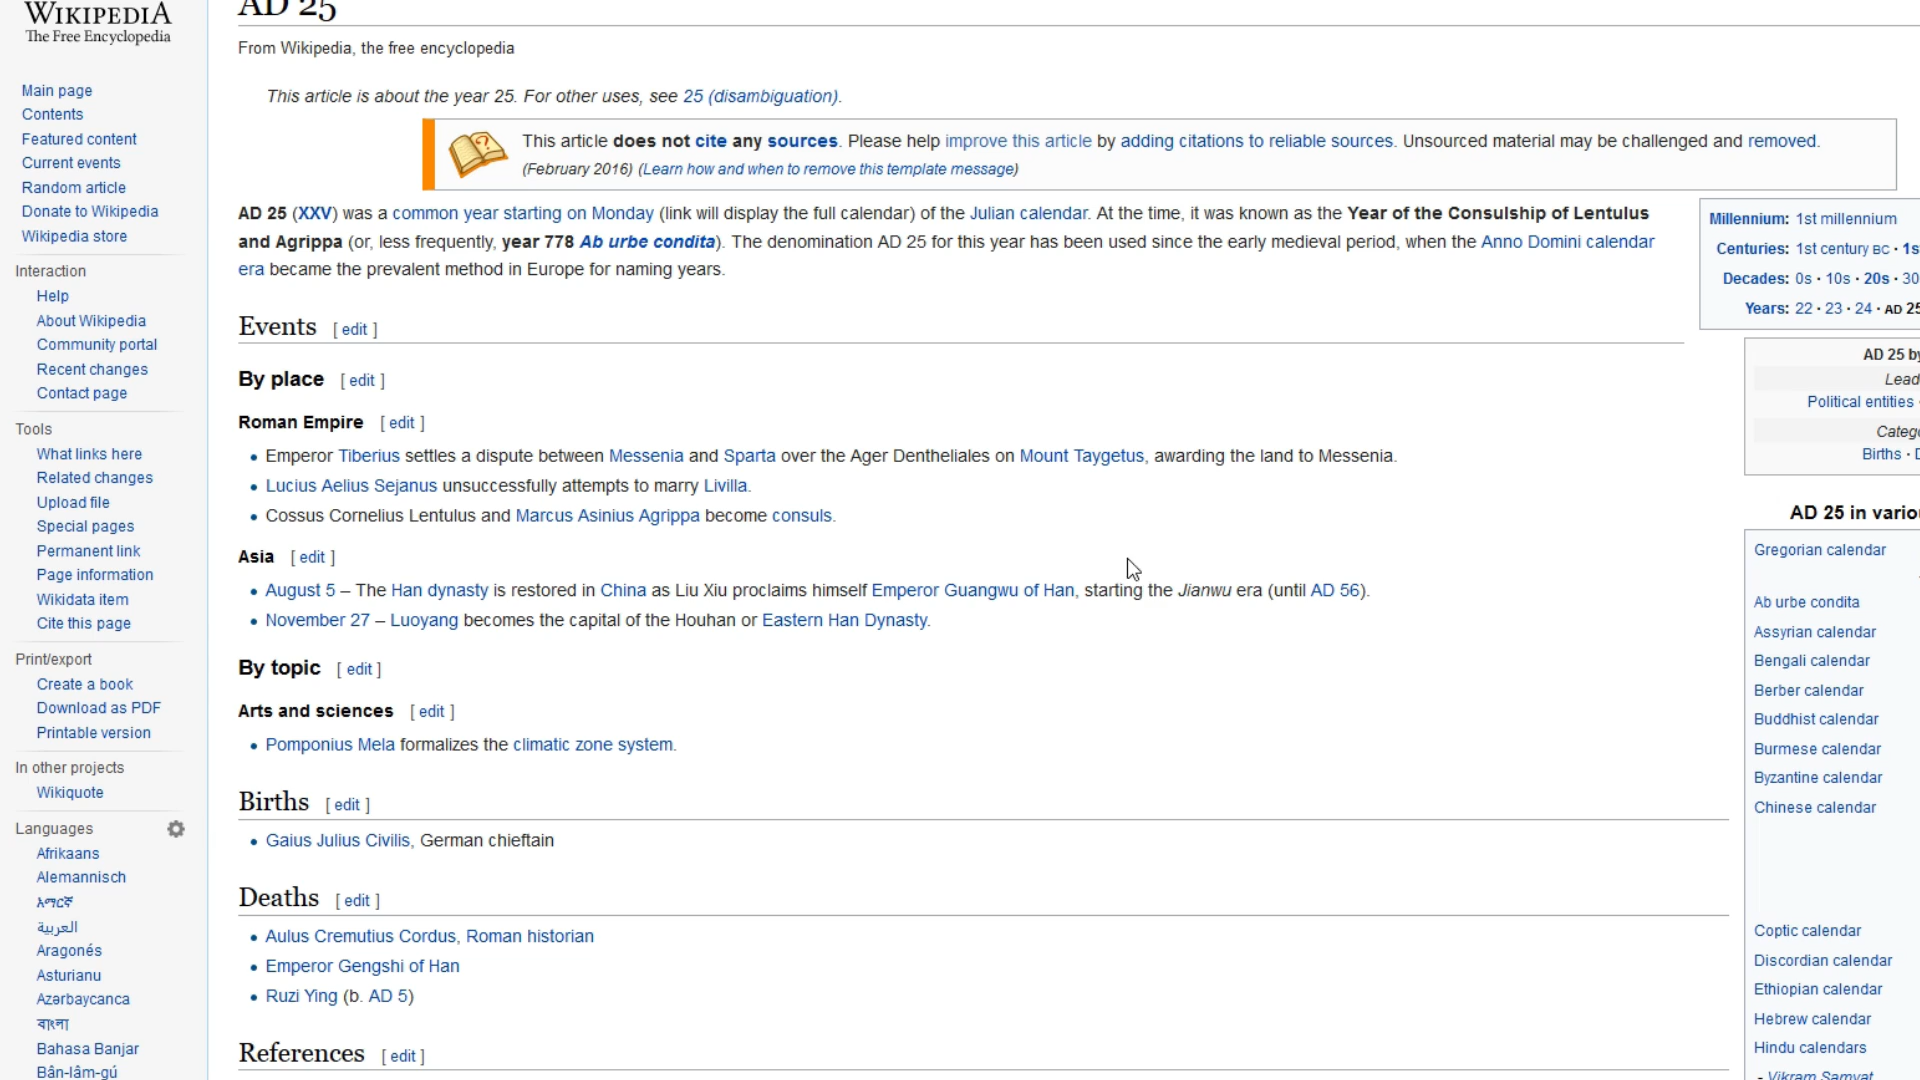 WIKIPEDIA
The Free Encyclopedia
Main page
Contents
Featured content
Current events
Random article
Donate to Wikipedia
Wikipedia store
Interaction
Help
About Wikipedia
Community portal
Recent changes
Contact page
Tools
What links here
Related changes
Upload file
Special pages
Permanent link
Page information
Wikidata item
Cite this page
Print/export
Create a book
Download as PDF
Printable version
In other projects
Wikiquote
Languages
Afrikaans
Alemannisch
አማርኛ
العربية
Aragonés
Asturianu
Azərbaycanca
বাংলা
Bahasa Banjar
Bân-lâm-gú
AD 25
From Wikipedia, the free encyclopedia
This article is about the year 25. For other uses, see 25 (disambiguation).
This article does not cite any sources. Please help improve this article by adding citations to reliable sources. Unsourced material may be challenged and removed.
(February 2016) (Learn how and when to remove this template message)
AD 25 (XXV) was a common year starting on Monday (link will display the full calendar) of the Julian calendar. At the time, it was known as the Year of the Consulship of Lentulus
and Agrippa (or, less frequently, year 778 Ab urbe condita). The denomination AD 25 for this year has been used since the early medieval period, when the Anno Domini calendar
era became the prevalent method in Europe for naming years.
Events [ edit ]
By place [ edit ]
Roman Empire [ edit ]
• Emperor Tiberius settles a dispute between Messenia and Sparta over the Ager Dentheliales on Mount Taygetus, awarding the land to Messenia.
• Lucius Aelius Sejanus unsuccessfully attempts to marry Livilla.
• Cossus Cornelius Lentulus and Marcus Asinius Agrippa become consuls.
Asia [ edit ]
• August 5 – The Han dynasty is restored in China as Liu Xiu proclaims himself Emperor Guangwu of Han, starting the Jianwu era (until AD 56).
• November 27 – Luoyang becomes the capital of the Houhan or Eastern Han Dynasty.
By topic [ edit ]
Arts and sciences [ edit ]
• Pomponius Mela formalizes the climatic zone system.
Births [ edit ]
• Gaius Julius Civilis, German chieftain
Deaths [ edit ]
• Aulus Cremutius Cordus, Roman historian
• Emperor Gengshi of Han
• Ruzi Ying (b. AD 5)
References [ edit ]
Millennium: 1st millennium
Centuries: 1st century BC · 1s
Decades: 0s · 10s · 20s · 30
Years: 22 · 23 · 24 · AD 25
AD 25 by
Lead
Political entities
Catego
Births ·
AD 25 in vario
Gregorian calendar
Ab urbe condita
Assyrian calendar
Bengali calendar
Berber calendar
Buddhist calendar
Burmese calendar
Byzantine calendar
Chinese calendar
Coptic calendar
Discordian calendar
Ethiopian calendar
Hebrew calendar
Hindu calendars
- Vikram Samvat